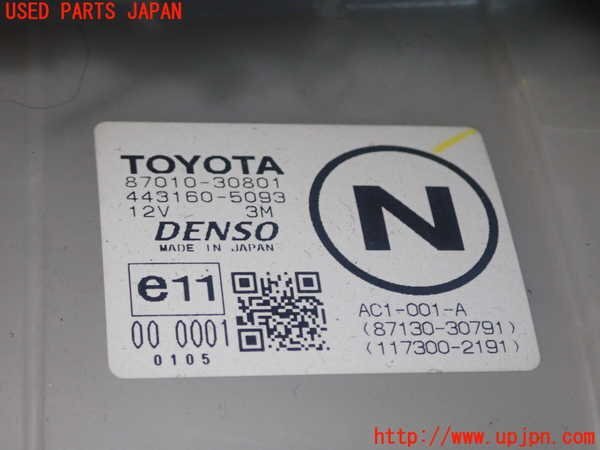 USED PARTS JAPAN
TOYOTA
87010-30801
443160-5093
12V 3M
DENSO
MADE IN JAPAN
N
e11
00 0001
0105
AC1-001-A
(87130-30791)
(117300-2191)
http://www.upjpn.com/